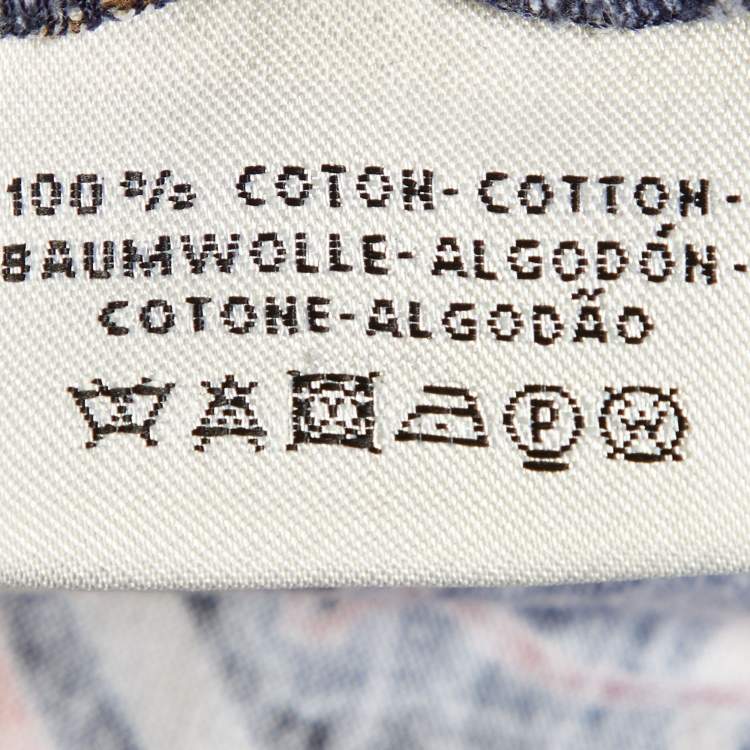 100 % COTON - COTTON -
BAUMWOLLE - ALGODÓN -
COTONE - ALGODÃO
P W